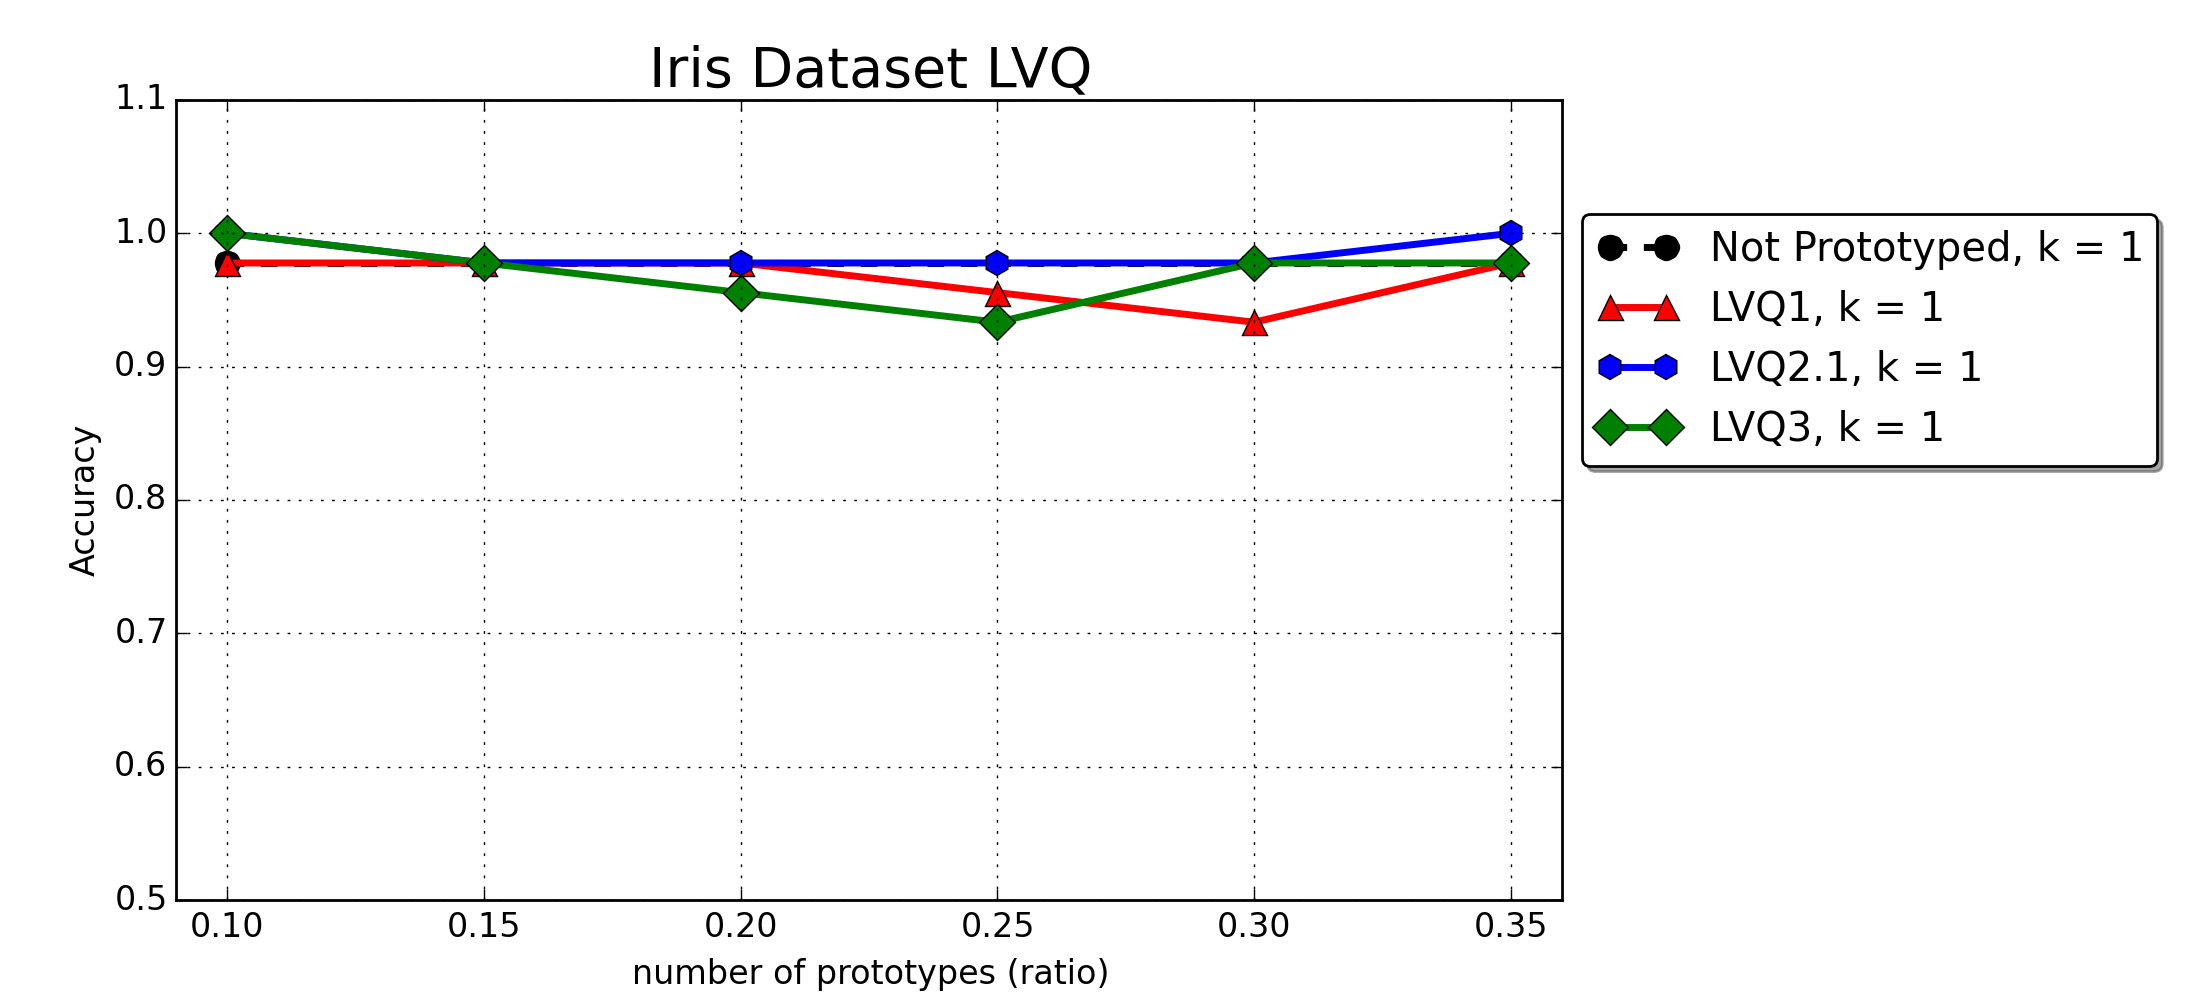 Iris Dataset LVQ
1.1
1.0
0.9
0.8
0.7
0.6
0.5
Accuracy
0.10 0.15 0.20 0.25 0.30 0.35
number of prototypes (ratio)
Not Prototyped, k = 1
LVQ1, k = 1
LVQ2.1, k = 1
LVQ3, k = 1